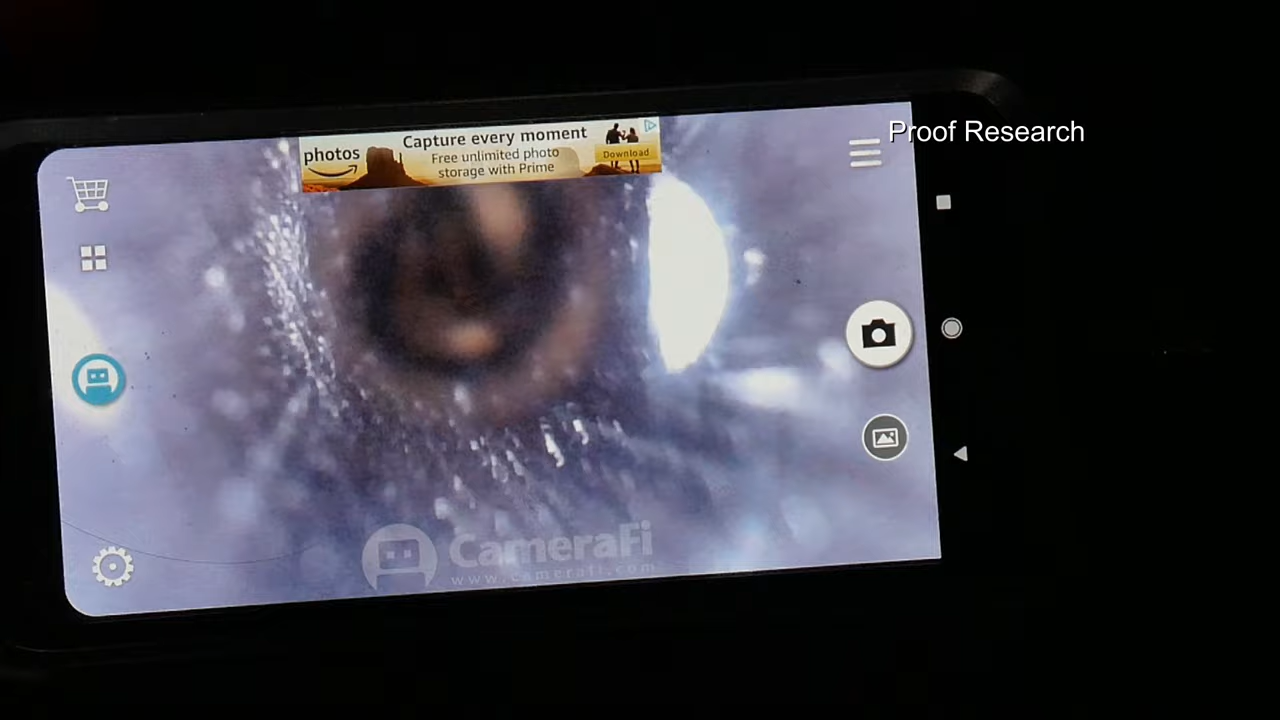 Capture every moment
photos
Free unlimited photo
storage with Prime
Download
Proof Research
CameraFi
www.camerafi.com